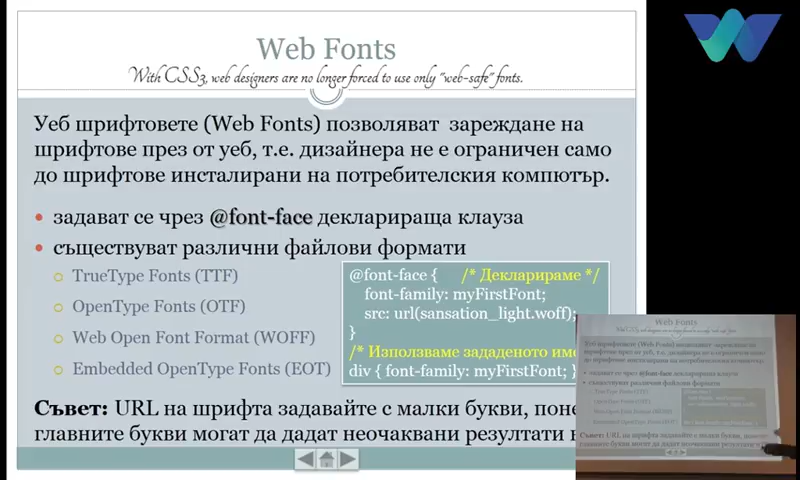 Web Fonts
With CSS3, web designers are no longer forced to use only "web-safe" fonts.
Уеб шрифтовете (Web Fonts) позволяват зареждане на
шрифтове през от уеб, т.е. дизайнера не е ограничен само
до шрифтове инсталирани на потребителския компютър.
задават се чрез @font-face декларираща клауза
съществуват различни файлови формати
TrueType Fonts (TTF)
OpenType Fonts (OTF)
Web Open Font Format (WOFF)
Embedded OpenType Fonts (EOT)
@font-face { /* Декларираме */
font-family: myFirstFont;
src: url(sansation_light.woff);
}
/* Използваме зададеното име
div { font-family: myFirstFont; }
Съвет: URL на шрифта задавайте с малки букви,
главните букви могат да дадат неочаквани резултати